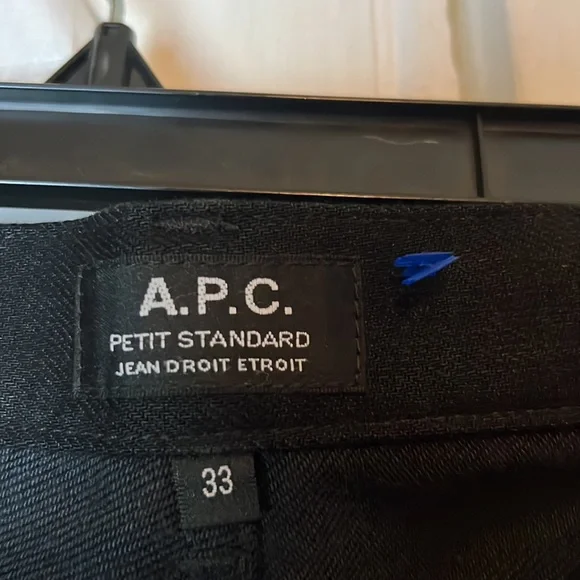 A.P.C.
PETIT STANDARD
JEAN DROIT ETROIT
33